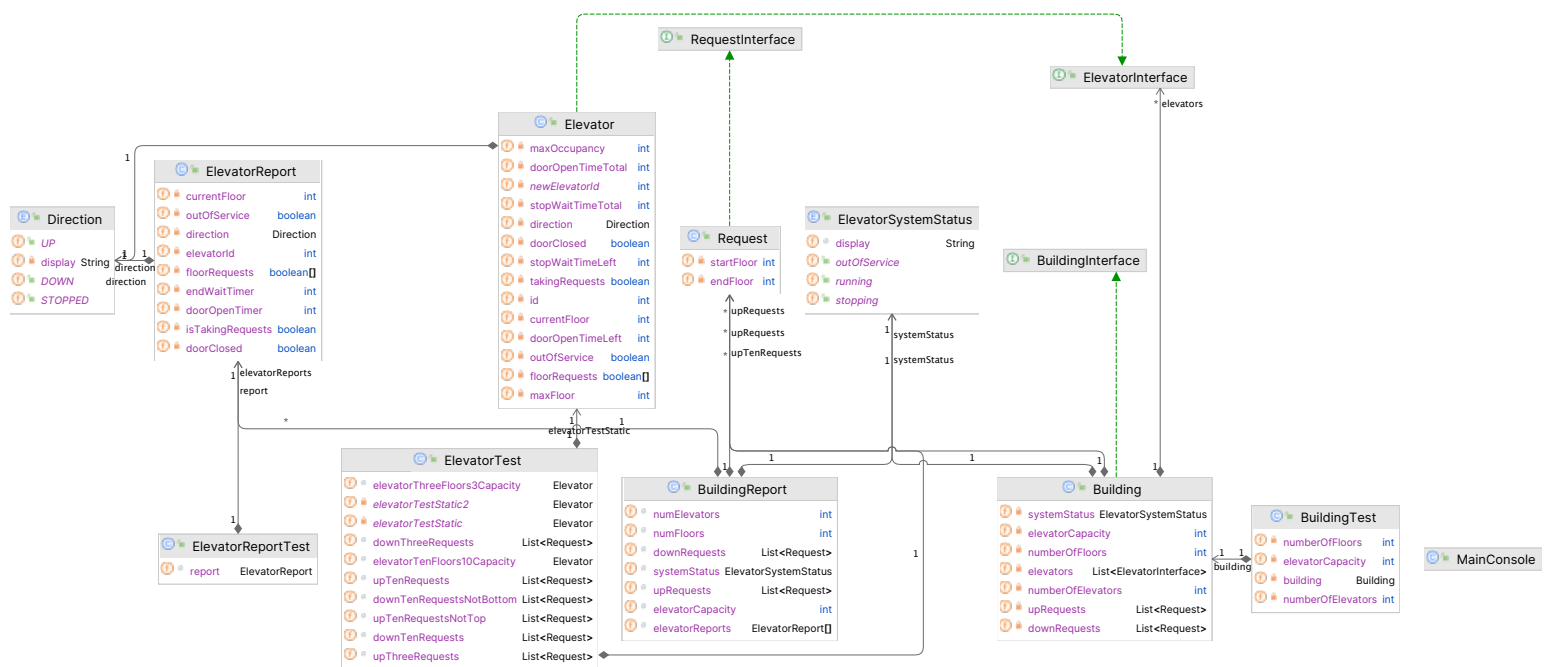 RequestInterface
ElevatorInterface
* elevators
Elevator
maxOccupancy int
doorOpenTimeTotal int
newElevatorId int
stopWaitTimeTotal int
direction Direction
doorClosed boolean
stopWaitTimeLeft int
takingRequests boolean
id int
currentFloor int
doorOpenTimeLeft int
outOfService boolean
floorRequests boolean[]
maxFloor int
1
ElevatorReport
currentFloor int
outOfService boolean
direction Direction
elevatorId int
floorRequests boolean[]
endWaitTimer int
doorOpenTimer int
isTakingRequests boolean
doorClosed boolean
Direction
UP
display String
DOWN
STOPPED
1
1
1
direction
direction
Request
startFloor int
endFloor int
* upRequests
* upRequests
* upTenRequests
ElevatorSystemStatus
display String
outOfService
running
stopping
1 systemStatus
1 systemStatus
BuildingInterface
elevatorReports
1
report
*
1
1
elevatorTestStatic
1
ElevatorTest
elevatorThreeFloors3Capacity Elevator
elevatorTestStatic2 Elevator
elevatorTestStatic Elevator
downThreeRequests List<Request>
elevatorTenFloors10Capacity Elevator
upTenRequests List<Request>
downTenRequestsNotBottom List<Request>
upTenRequestsNotTop List<Request>
downTenRequests List<Request>
upThreeRequests List<Request>
1
1
1
1
1
BuildingReport
numElevators int
numFloors int
downRequests List<Request>
systemStatus ElevatorSystemStatus
upRequests List<Request>
elevatorCapacity int
elevatorReports ElevatorReport[]
1
Building
systemStatus ElevatorSystemStatus
elevatorCapacity int
numberOfFloors int
elevators List<ElevatorInterface>
numberOfElevators int
upRequests List<Request>
downRequests List<Request>
1 1
building
BuildingTest
numberOfFloors int
elevatorCapacity int
building Building
numberOfElevators int
MainConsole
1
ElevatorReportTest
report ElevatorReport